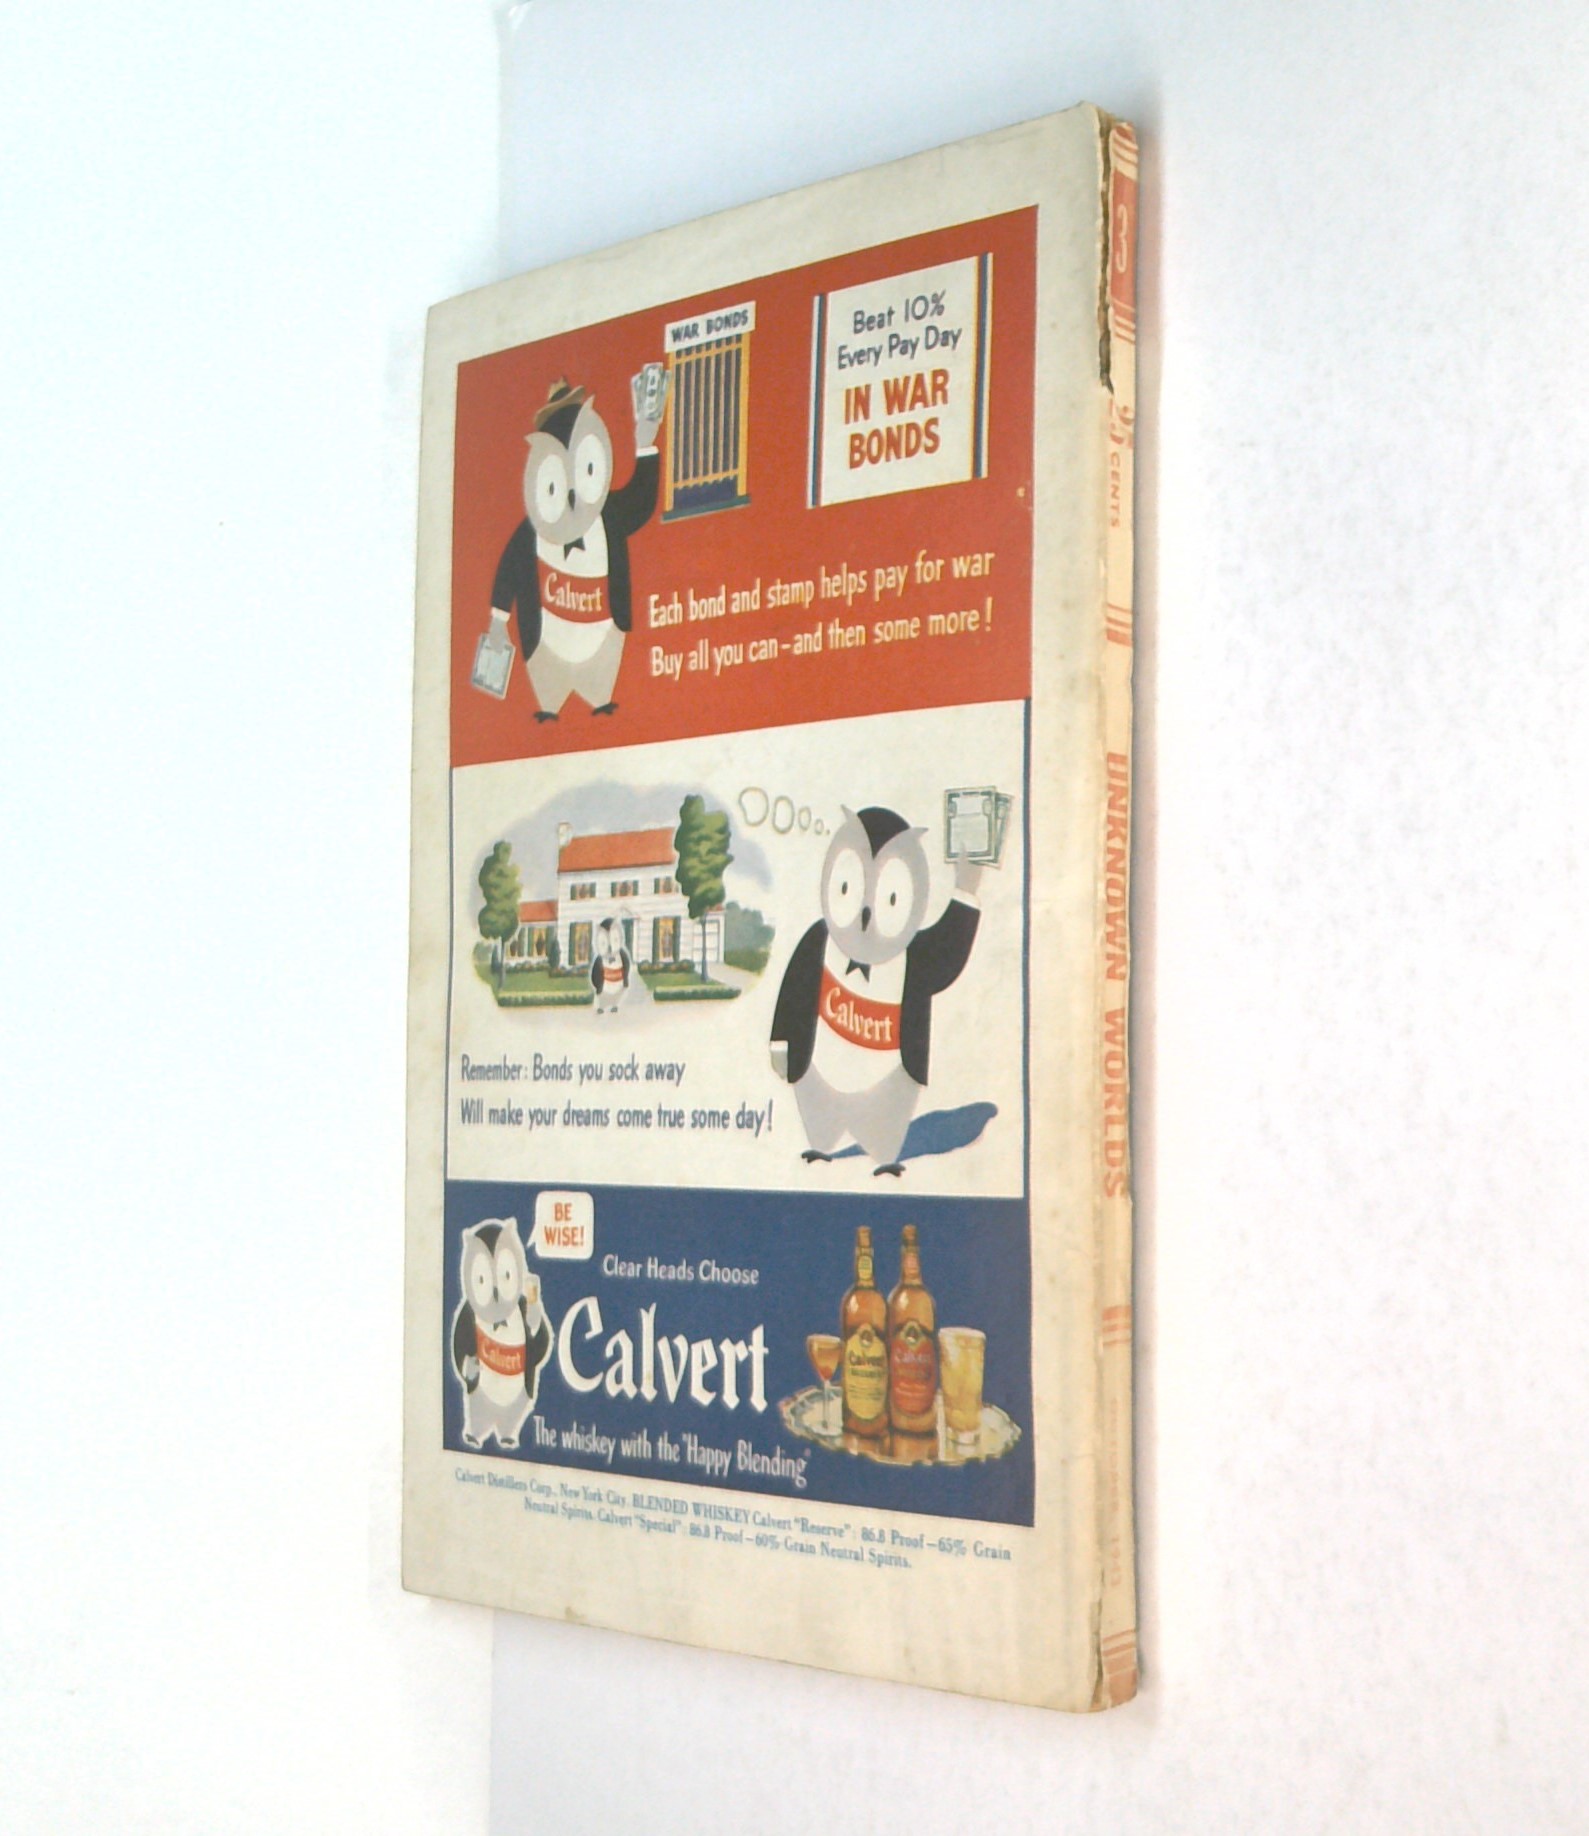 WAR BONDS
Beat 10%
Every Pay Day
IN WAR
BONDS
Calvert
Each bond and stamp helps pay for war
Buy all you can—and then some more!
Calvert
Remember: Bonds you sock away
Will make your dreams come true some day!
BE
WISE!
Clear Heads Choose
Calvert
Calvert
The whiskey with the "Happy Blending"
Calvert
Calvert
Calvert Distillers Corp., New York City. BLENDED WHISKEY Calvert "Reserve": 86.8 Proof—65% Grain
Neutral Spirits. Calvert "Special": 86.8 Proof—60% Grain Neutral Spirits.
25 CENTS
UNKNOWN WORLDS